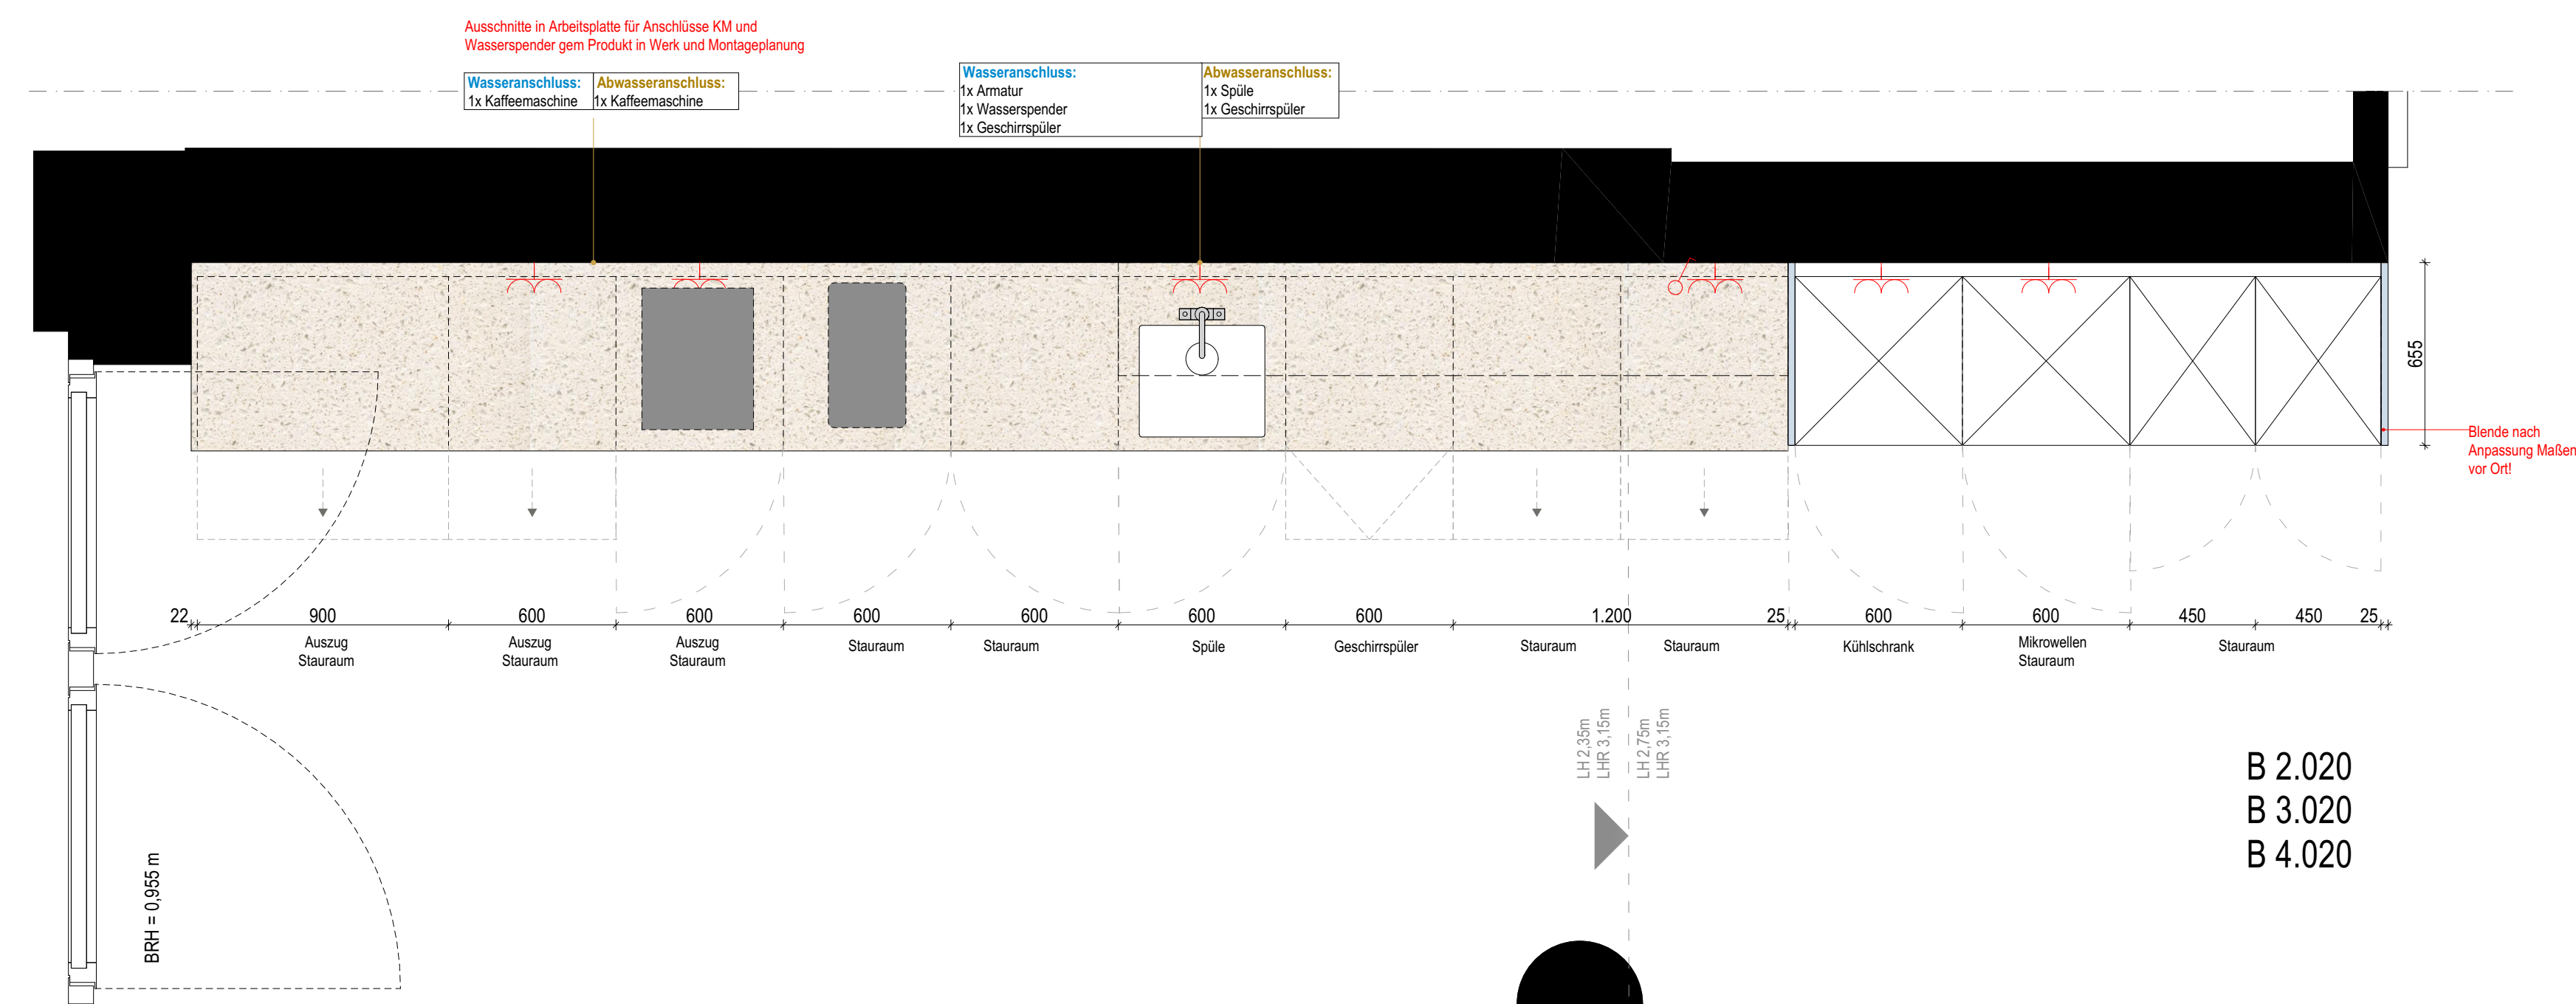 Ausschnitte in Arbeitsplatte für Anschlüsse KM und
Wasserspender gem Produkt in Werk und Montageplanung
Wasseranschluss:
1x Kaffeemaschine
Abwasseranschluss:
1x Kaffeemaschine
Wasseranschluss:
1x Armatur
1x Wasserspender
1x Geschirrspüler
Abwasseranschluss:
1x Spüle
1x Geschirrspüler
655
Blende nach
Anpassung Maßen
vor Ort!
22
900
600
600
600
600
600
600
1.200
25
600
600
450
450
25
Auszug
Stauraum
Auszug
Stauraum
Auszug
Stauraum
Stauraum
Stauraum
Spüle
Geschirrspüler
Stauraum
Stauraum
Kühlschrank
Mikrowellen
Stauraum
Stauraum
LH 2,35m
LHR 3,15m
LH 2,75m
LHR 3,15m
B 2.020
B 3.020
B 4.020
BRH = 0,955 m